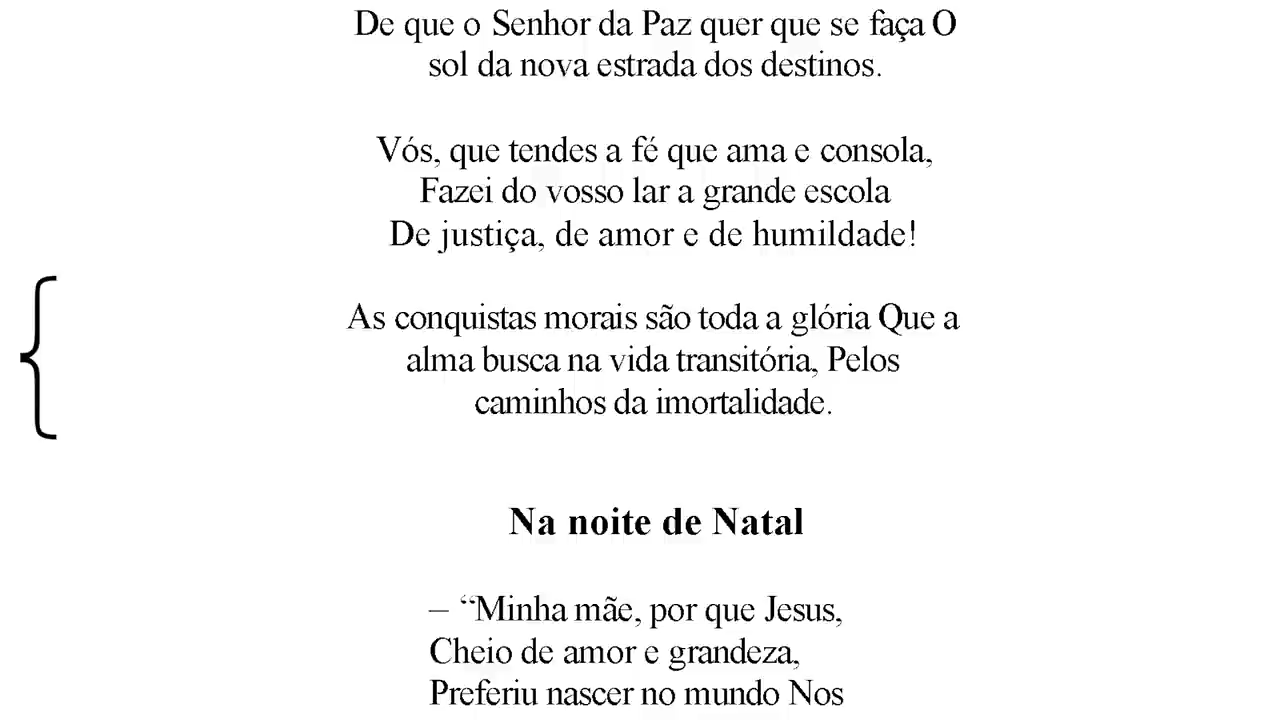 De que o Senhor da Paz quer que se faça O
sol da nova estrada dos destinos.
Vós, que tendes a fé que ama e consola,
Fazei do vosso lar a grande escola
De justiça, de amor e de humildade!
As conquistas morais são toda a glória Que a
alma busca na vida transitória, Pelos
caminhos da imortalidade.
Na noite de Natal
– “Minha mãe, por que Jesus,
Cheio de amor e grandeza,
Preferiu nascer no mundo Nos